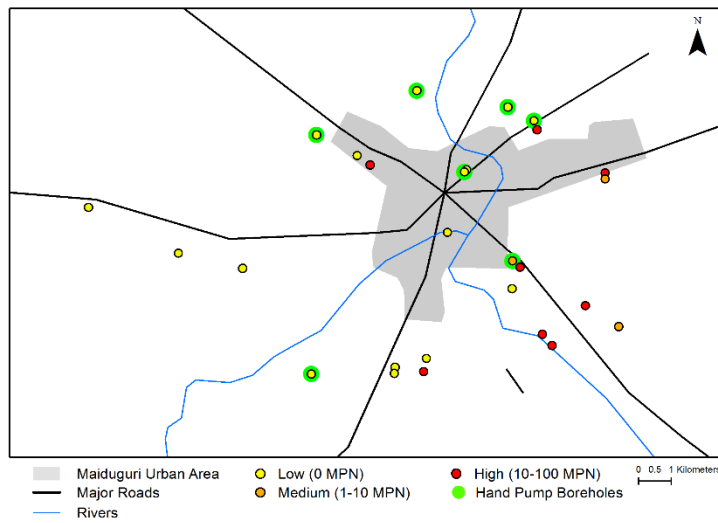 N
Maiduguri Urban Area
Low (0 MPN)
High (10-100 MPN)
0 0.5 1 Kilometers
Major Roads
Medium (1-10 MPN)
Hand Pump Boreholes
Rivers